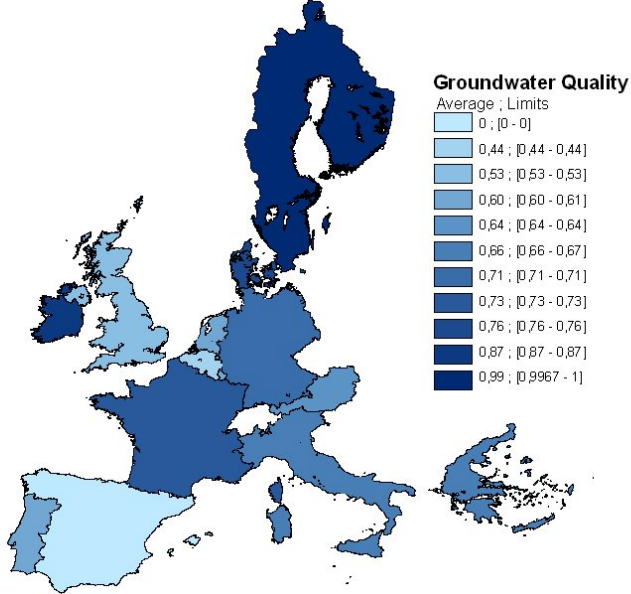 Groundwater Quality
Average ; Limits
0 ; [0 - 0]
0,44 ; [0,44 - 0,44]
0,53 ; [0,53 - 0,53]
0,60 ; [0,60 - 0,61]
0,64 ; [0,64 - 0,64]
0,66 ; [0,66 - 0,67]
0,71 ; [0,71 - 0,71]
0,73 ; [0,73 - 0,73]
0,76 ; [0,76 - 0,76]
0,87 ; [0,87 - 0,87]
0,99 ; [0,9967 - 1]